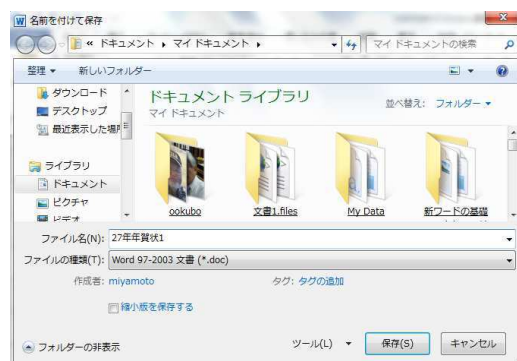 名前を付けて保存
« ドキュメント ▸ マイ ドキュメント ▸
マイ ドキュメントの検索
整理 ▼ 新しいフォルダー
ダウンロード
デスクトップ
最近表示した場所
ライブラリ
ドキュメント
ピクチャ
ビデオ
ドキュメント ライブラリ
マイ ドキュメント
並べ替え: フォルダー ▼
ookubo
文書1.files
My Data
新ワードの基礎
ファイル名(N): 27年年賀状1
ファイルの種類(T): Word 97-2003 文書 (*.doc)
作成者: miyamoto
タグ: タグの追加
縮小版を保存する
フォルダーの非表示
ツール(L) ▼
保存(S)
キャンセル